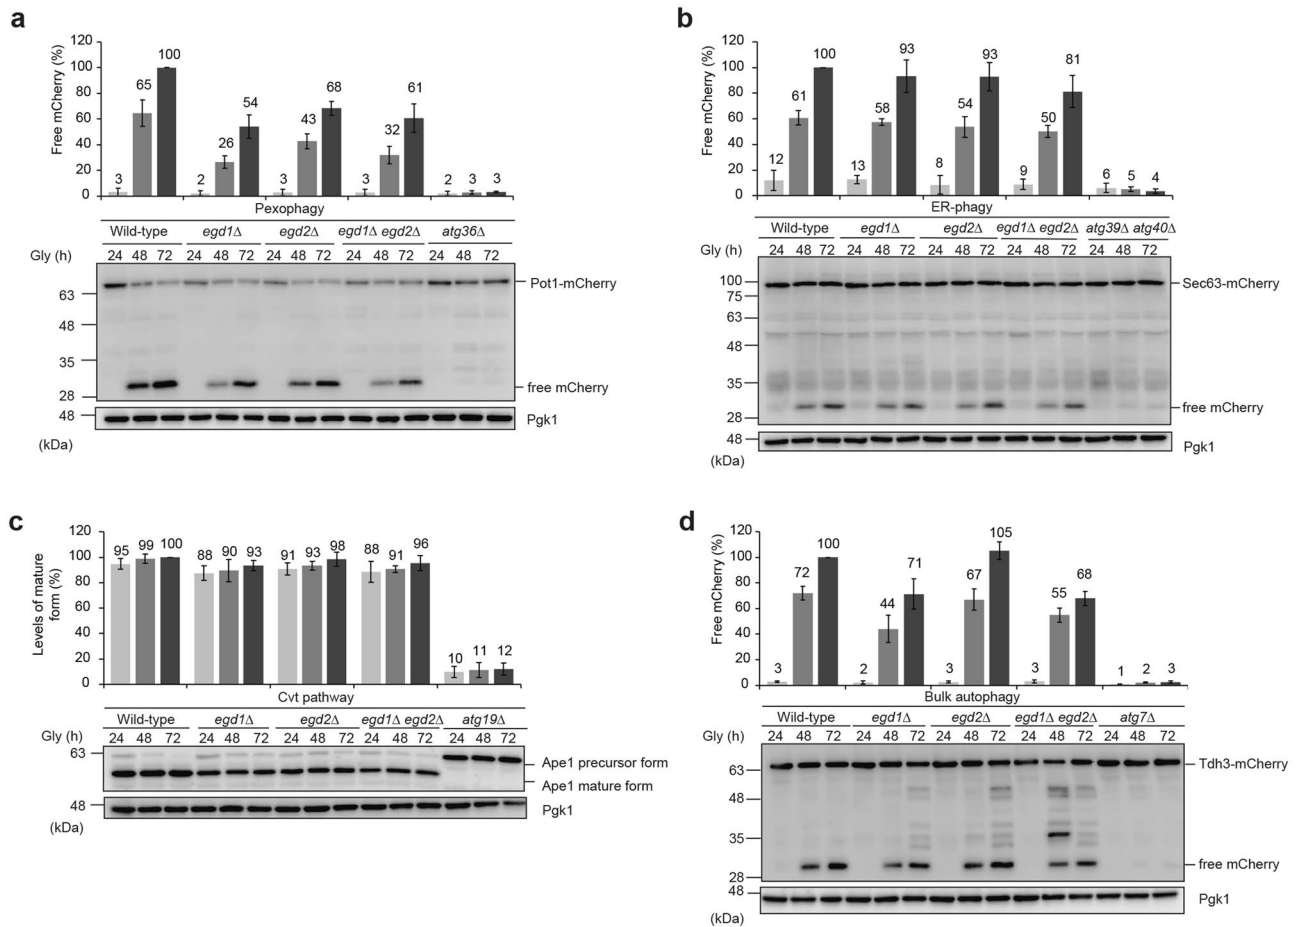 a
Free mCherry (%)
120
100
80
60
40
20
0
3 65 100 2 26 54 3 43 68 3 32 61 2 3 3
Pexophagy
Wild-type egd1Δ egd2Δ egd1Δ egd2Δ atg36Δ
Gly (h) 24 48 72 24 48 72 24 48 72 24 48 72 24 48 72
63
48
35
28
Pot1-mCherry
free mCherry
48
Pgk1
(kDa)
b
Free mCherry (%)
120
100
80
60
40
20
0
12 61 100 13 58 93 8 54 93 9 50 81 6 5 4
ER-phagy
Wild-type egd1Δ egd2Δ egd1Δ egd2Δ atg39Δ atg40Δ
Gly (h) 24 48 72 24 48 72 24 48 72 24 48 72 24 48 72
100
75
63
48
35
28
Sec63-mCherry
free mCherry
48
Pgk1
(kDa)
c
Levels of mature
form (%)
120
100
80
60
40
20
0
95 99 100 88 90 93 91 93 98 88 91 96 10 11 12
Cvt pathway
Wild-type egd1Δ egd2Δ egd1Δ egd2Δ atg19Δ
Gly (h) 24 48 72 24 48 72 24 48 72 24 48 72 24 48 72
63
Ape1 precursor form
Ape1 mature form
48
Pgk1
(kDa)
d
Free mCherry (%)
120
100
80
60
40
20
0
3 72 100 2 44 71 3 67 105 3 55 68 1 2 3
Bulk autophagy
Wild-type egd1Δ egd2Δ egd1Δ egd2Δ atg7Δ
Gly (h) 24 48 72 24 48 72 24 48 72 24 48 72 24 48 72
63
48
35
28
Tdh3-mCherry
free mCherry
48
Pgk1
(kDa)